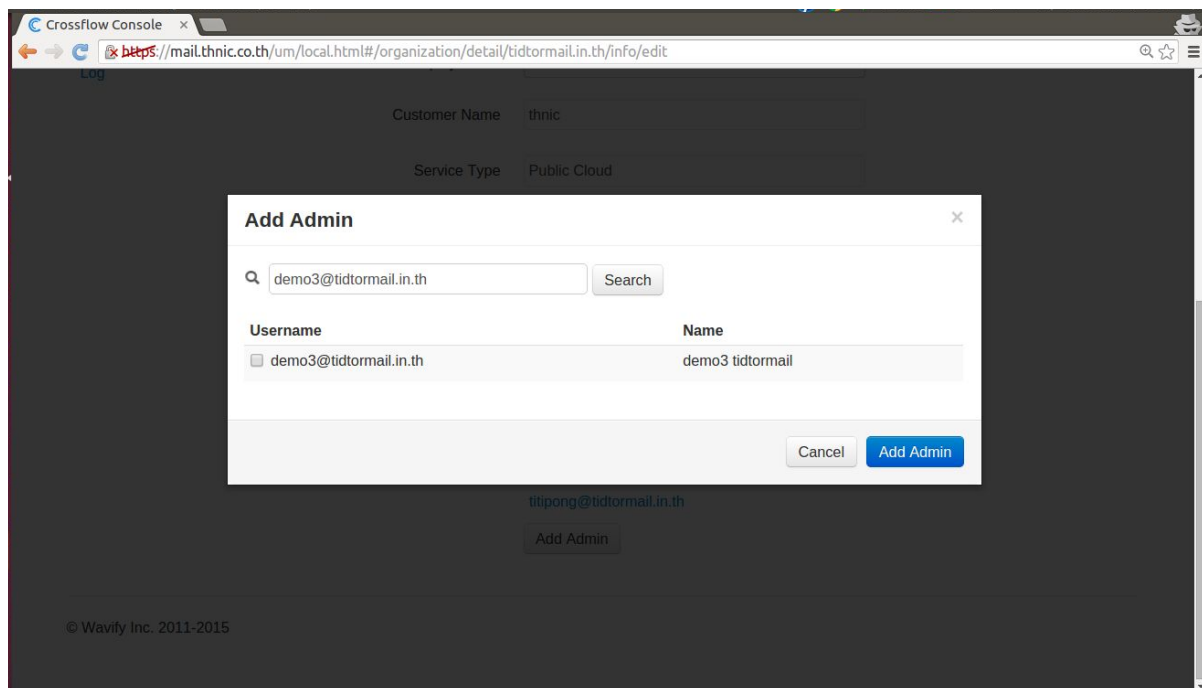 Crossflow Console
https://mail.thnic.co.th/um/local.html#/organization/detail/tidtormail.in.th/info/edit
Log
Customer Name thnic
Service Type Public Cloud
Add Admin
demo3@tidtormail.in.th Search
Username Name
demo3@tidtormail.in.th demo3 tidtormail
Cancel Add Admin
titipong@tidtormail.in.th
Add Admin
© Wavify Inc. 2011-2015